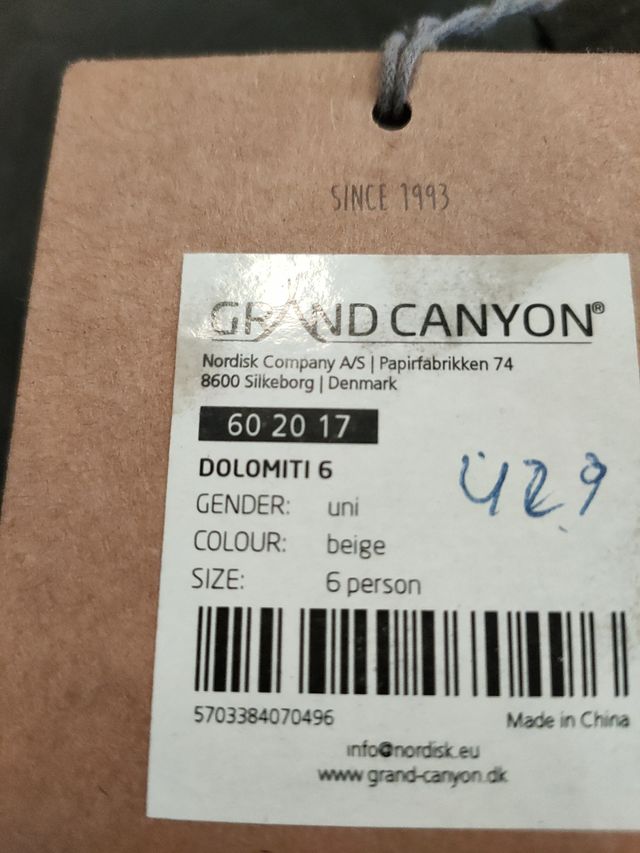 SINCE 1993
GRAND CANYON®
Nordisk Company A/S | Papirfabrikken 74
8600 Silkeborg | Denmark
60 20 17
DOLOMITI 6
429
GENDER: uni
COLOUR: beige
SIZE: 6 person
5703384070496 Made in China
info@nordisk.eu
www.grand-canyon.dk